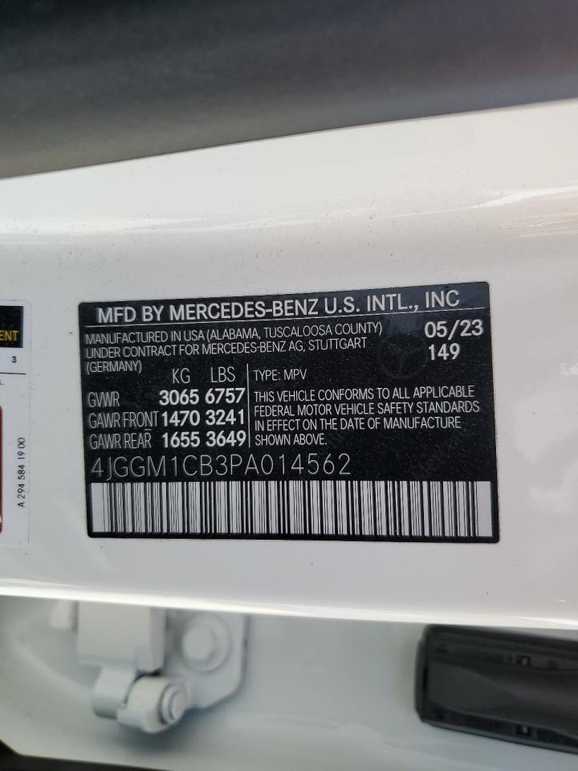 MFD BY MERCEDES-BENZ U.S. INTL., INC
MANUFACTURED IN USA (ALABAMA, TUSCALOOSA COUNTY)
UNDER CONTRACT FOR MERCEDES-BENZ AG, STUTTGART
(GERMANY)
05/23
149
KG LBS
GVWR 3065 6757
GAWR FRONT 1470 3241
GAWR REAR 1655 3649
TYPE: MPV
THIS VEHICLE CONFORMS TO ALL APPLICABLE
FEDERAL MOTOR VEHICLE SAFETY STANDARDS
IN EFFECT ON THE DATE OF MANUFACTURE
SHOWN ABOVE.
4JGGM1CB3PA014562
ENT
3
A 294 584 19 00